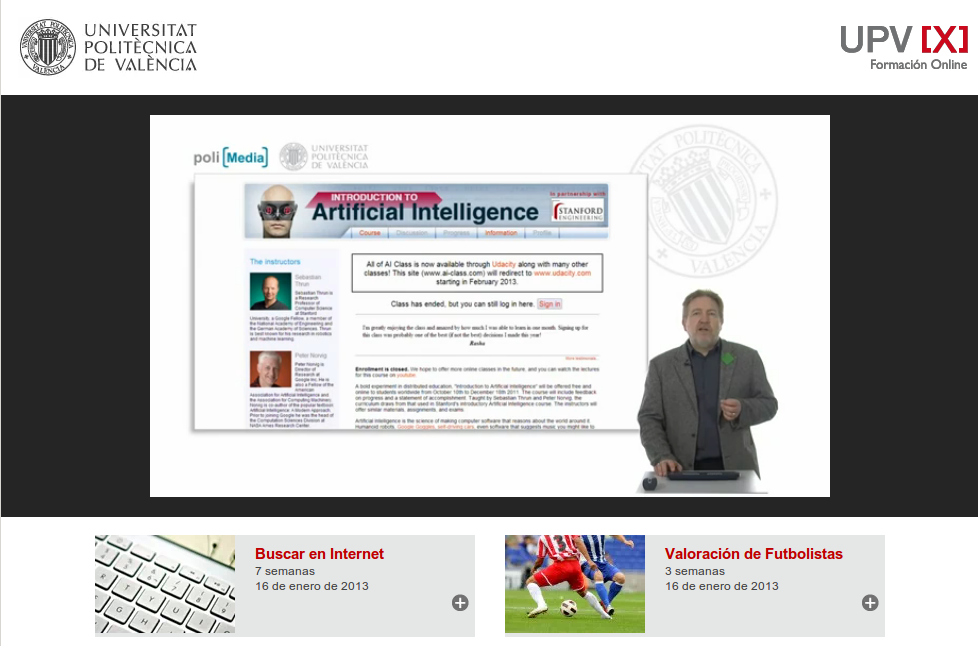 UNIVERSITAT
POLITÈCNICA
DE VALÈNCIA
UPV [X]
Formación Online
poli [Media]
UNIVERSITAT
POLITÈCNICA
DE VALÈNCIA
INTRODUCTION TO
Artificial Intelligence
In partnership with
STANFORD
ENGINEERING
Course Discussion Progress Information Profile
The instructors
Sebastian
Thrun
Sebastian Thrun is
a Research
Professor of
Computer Science
at Stanford
University, a Google Fellow, a member of
the National Academy of Engineering and
the German Academy of Sciences. Thrun
is best known for his research in robotics
and machine learning.
Peter Norvig
Peter Norvig is
Director of
Research at
Google Inc. He is
also a Fellow of the
American
Association for Artificial Intelligence and
the Association for Computing Machinery.
Norvig is co-author of the popular textbook
Artificial Intelligence: A Modern Approach.
Prior to joining Google he was the head of
the Computation Sciences Division at
NASA Ames Research Center.
All of AI Class is now available through Udacity along with many other
classes! This site (www.ai-class.com) will redirect to www.udacity.com
starting in February 2013.
Class has ended, but you can still log in here. Sign in
I'm greatly enjoying the class and amazed by how much I was able to learn in one month. Signing up for
this class was probably one of the best (if not the best) decisions I made this year!
Rasha
Enrollment is closed. We hope to offer more online classes in the future, and you can watch the lectures
for this course on youtube.
A bold experiment in distributed education, "Introduction to Artificial Intelligence" will be offered free and
online to students worldwide from October 10th to December 18th 2011. The course will include feedback
on progress and a statement of accomplishment. Taught by Sebastian Thrun and Peter Norvig, the
curriculum draws from that used in Stanford's introductory Artificial Intelligence course. The instructors will
offer similar materials, assignments, and exams.
Artificial Intelligence is the science of making computer software that reasons about the world around it.
Humanoid robots, Google Goggles, self-driving cars, even software that suggests music you might like to
POLITÈCNICA
VALÈNCIA
Buscar en Internet
7 semanas
16 de enero de 2013
Valoración de Futbolistas
3 semanas
16 de enero de 2013